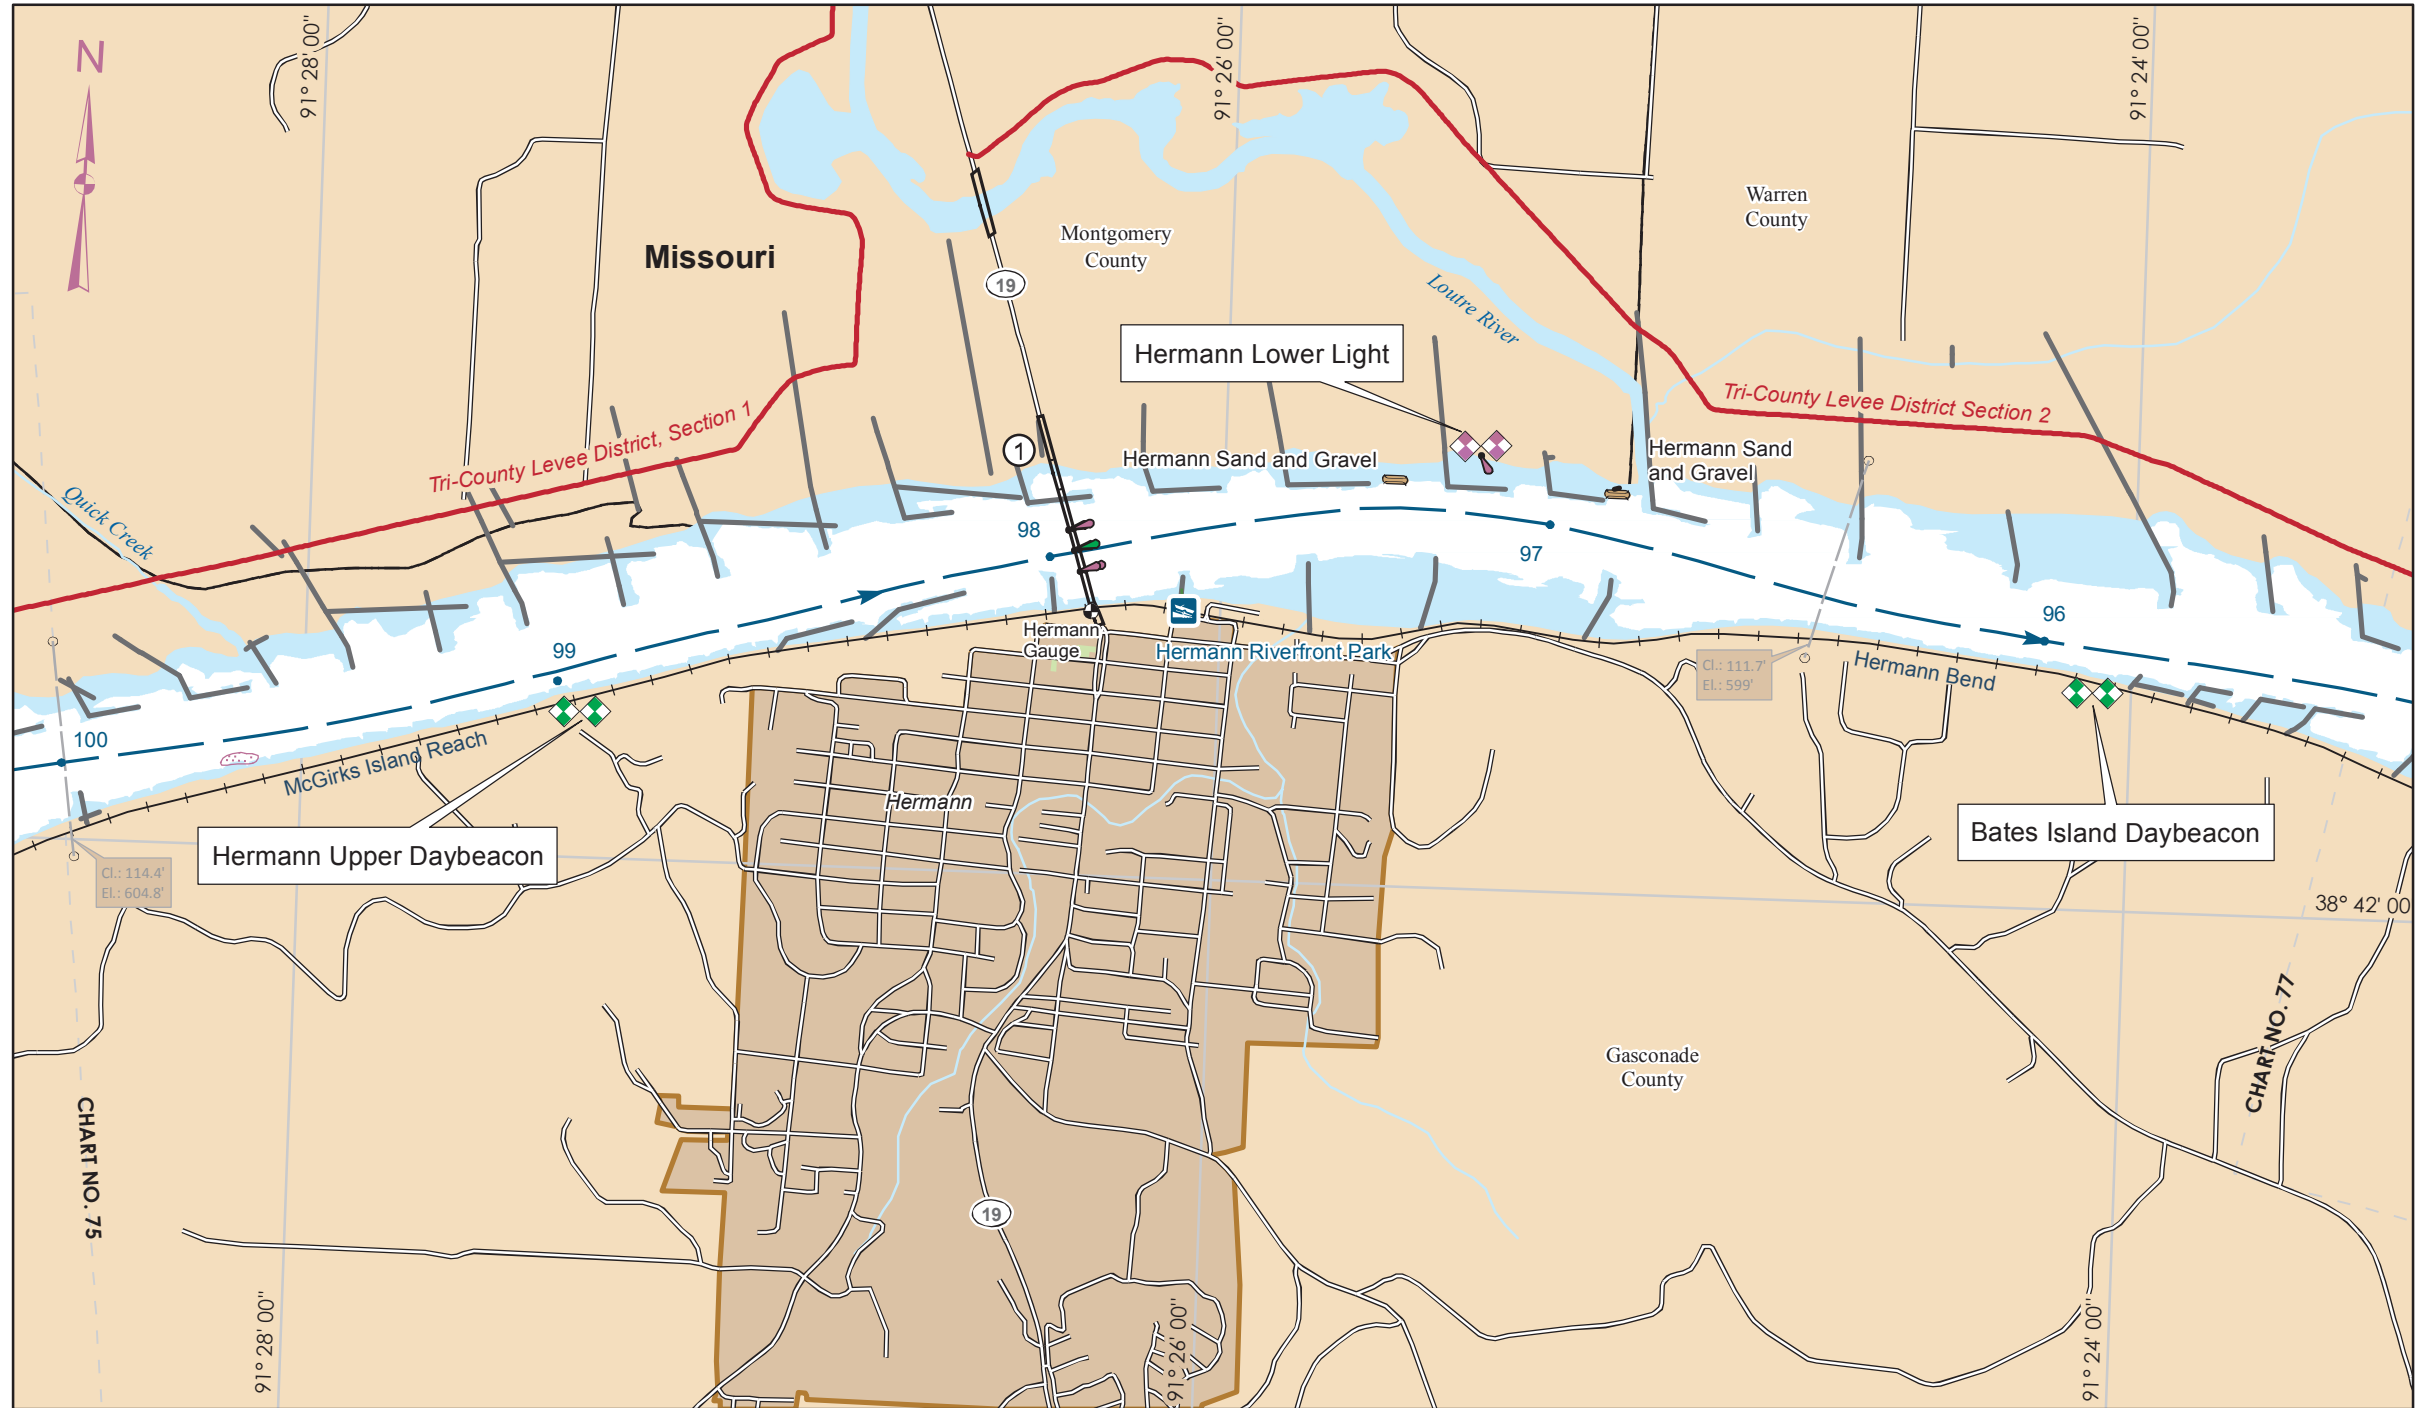 N
91° 28' 00"
91° 26' 00"
91° 24' 00"
Warren
County
Montgomery
County
Missouri
19
Loutre River
Hermann Lower Light
Tri-County Levee District Section 2
Tri-County Levee District, Section 1
1
Hermann Sand and Gravel
Hermann Sand
and Gravel
Quick Creek
98
97
96
99
100
Hermann
Gauge
Hermann Riverfront Park
Cl.: 111.7'
El.: 599'
Hermann Bend
McGirks Island Reach
Hermann
Hermann Upper Daybeacon
Bates Island Daybeacon
Cl.: 114.4'
El.: 604.8'
38° 42' 00
CHART NO. 77
CHART NO. 75
Gasconade
County
19
91° 28' 00"
91° 26' 00"
91° 24' 00"